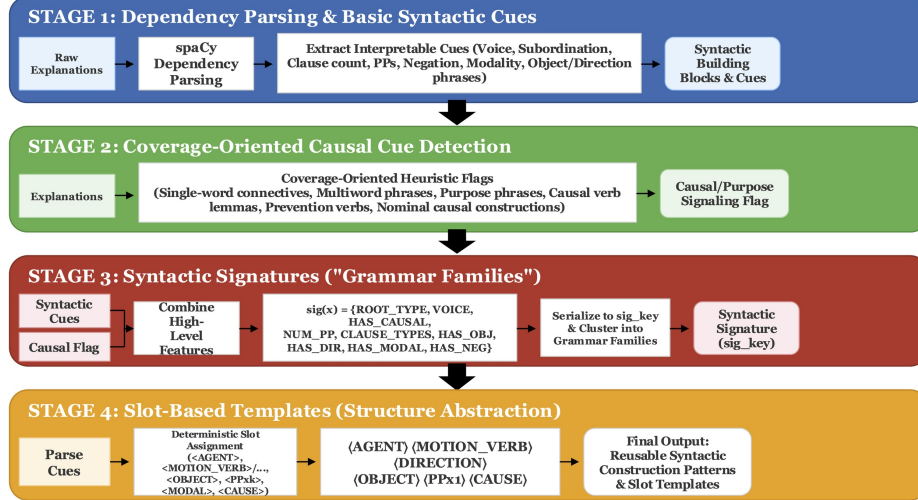 STAGE 1: Dependency Parsing & Basic Syntactic Cues
Raw
Explanations
spaCy
Dependency
Parsing
Extract Interpretable Cues (Voice, Subordination,
Clause count, PPs, Negation, Modality, Object/Direction
phrases)
Syntactic
Building
Blocks & Cues
STAGE 2: Coverage-Oriented Causal Cue Detection
Explanations
Coverage-Oriented Heuristic Flags
(Single-word connectives, Multiword phrases, Purpose phrases, Causal verb
lemmas, Prevention verbs, Nominal causal constructions)
Causal/Purpose
Signaling Flag
STAGE 3: Syntactic Signatures ("Grammar Families")
Syntactic
Cues
Causal Flag
Combine
High-
Level
Features
sig(x) = {ROOT_TYPE, VOICE,
HAS_CAUSAL,
NUM_PP, CLAUSE_TYPES, HAS_OBJ,
HAS_DIR, HAS_MODAL, HAS_NEG}
Serialize to sig_key
& Cluster into
Grammar Families
Syntactic
Signature
(sig_key)
STAGE 4: Slot-Based Templates (Structure Abstraction)
Parse
Cues
Deterministic Slot
Assignment
(<AGENT>,
<MOTION_VERB>/...,
<OBJECT>, <PPxk>,
<MODAL>, <CAUSE>)
⟨AGENT⟩ ⟨MOTION_VERB⟩
⟨DIRECTION⟩
⟨OBJECT⟩ ⟨PPx1⟩ ⟨CAUSE⟩
Final Output:
Reusable Syntactic
Construction Patterns
& Slot Templates